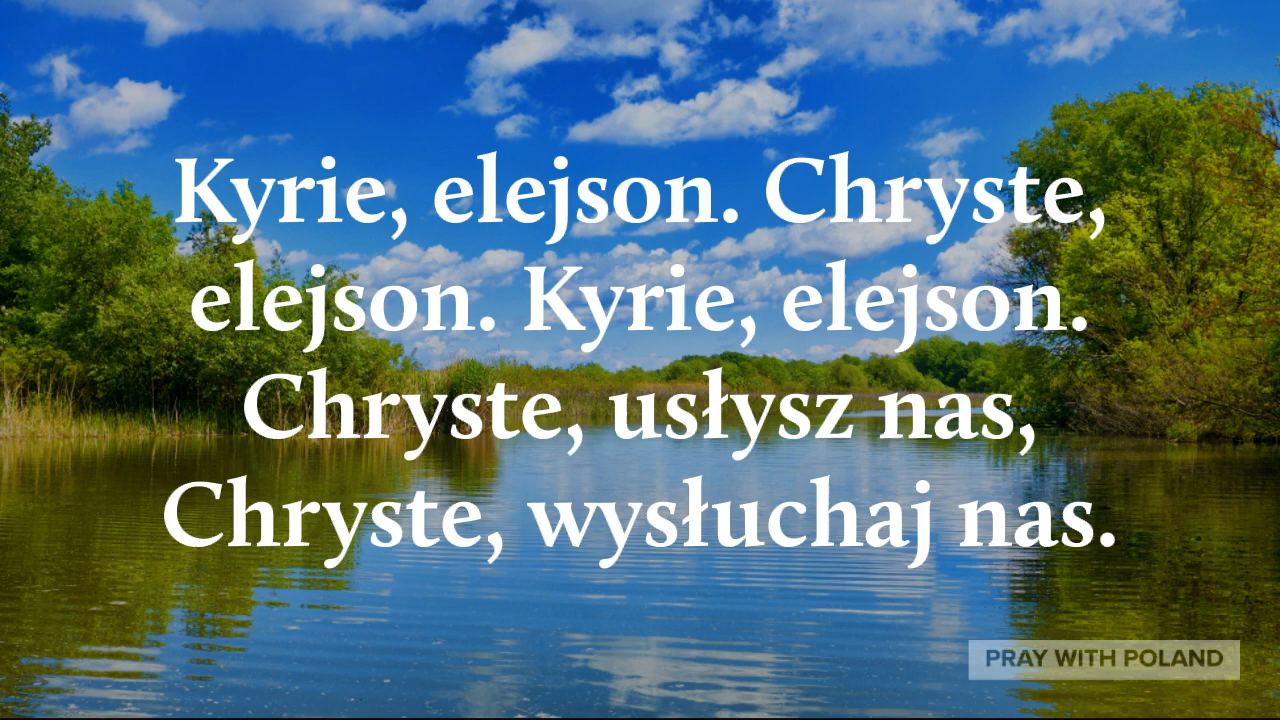 Kyrie, elejson. Chryste,
elejson. Kyrie, elejson.
Chryste, usłysz nas,
Chryste, wysłuchaj nas.
PRAY WITH POLAND